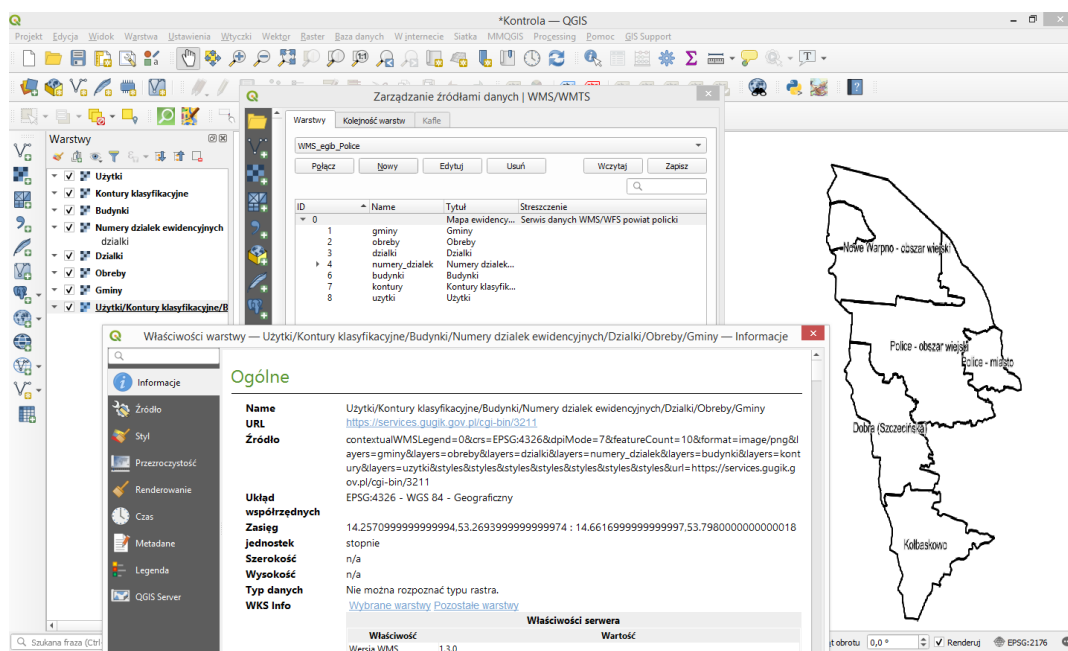 *Kontrola — QGIS
Projekt Edycja Widok Warstwa Ustawienia Wtyczki Wektor Raster Baza danych W internecie Siatka MMQGIS Processing Pomoc GIS Support
Zarządzanie źródłami danych | WMS/WMTS
Warstwy Kolejność warstw Kafle
WMS_egib_Police
Połącz Nowy Edytuj Usuń Wczytaj Zapisz
ID Name Tytuł Streszczenie
0 Mapa ewidency... Serwis danych WMS/WFS powiat policki
1 gminy Gminy
2 obreby Obreby
3 dzialki Dzialki
4 numery_dzialek Numery dzialek...
6 budynki Budynki
7 kontury Kontury klasyfik...
8 uzytki Użytki
Warstwy
Użytki
Kontury klasyfikacyjne
Budynki
Numery dzialek ewidencyjnych
dzialki
Dzialki
Obreby
Gminy
Użytki/Kontury klasyfikacyjne/B
Nowe Warpno - obszar wiejski
Police - obszar wiejski
Police - miasto
Dobra (Szczecińska)
Kołbaskowo
Właściwości warstwy — Użytki/Kontury klasyfikacyjne/Budynki/Numery dzialek ewidencyjnych/Dzialki/Obreby/Gminy — Informacje
Informacje
Źródło
Styl
Przezroczystość
Renderowanie
Czas
Metadane
Legenda
QGIS Server
Ogólne
Name Użytki/Kontury klasyfikacyjne/Budynki/Numery dzialek ewidencyjnych/Dzialki/Obreby/Gminy
URL https://services.gugik.gov.pl/cgi-bin/3211
Źródło contextualWMSLegend=0&crs=EPSG:4326&dpiMode=7&featureCount=10&format=image/png&l
ayers=gminy&layers=obreby&layers=dzialki&layers=numery_dzialek&layers=budynki&layers=kont
ury&layers=uzytki&styles&styles&styles&styles&styles&styles&styles&url=https://services.gugik.g
ov.pl/cgi-bin/3211
Układ EPSG:4326 - WGS 84 - Geograficzny
współrzędnych
Zasięg 14.2570999999999994,53.2693999999999974 : 14.6616999999999997,53.7980000000000018
jednostek stopnie
Szerokość n/a
Wysokość n/a
Typ danych Nie można rozpoznać typu rastra.
WKS Info Wybrane warstwy Pozostałe warstwy
Właściwości serwera
Właściwość Wartość
Wersja WMS 1.3.0
Szukana fraza (Ctrl
t obrotu 0,0 ° Renderuj EPSG:2176